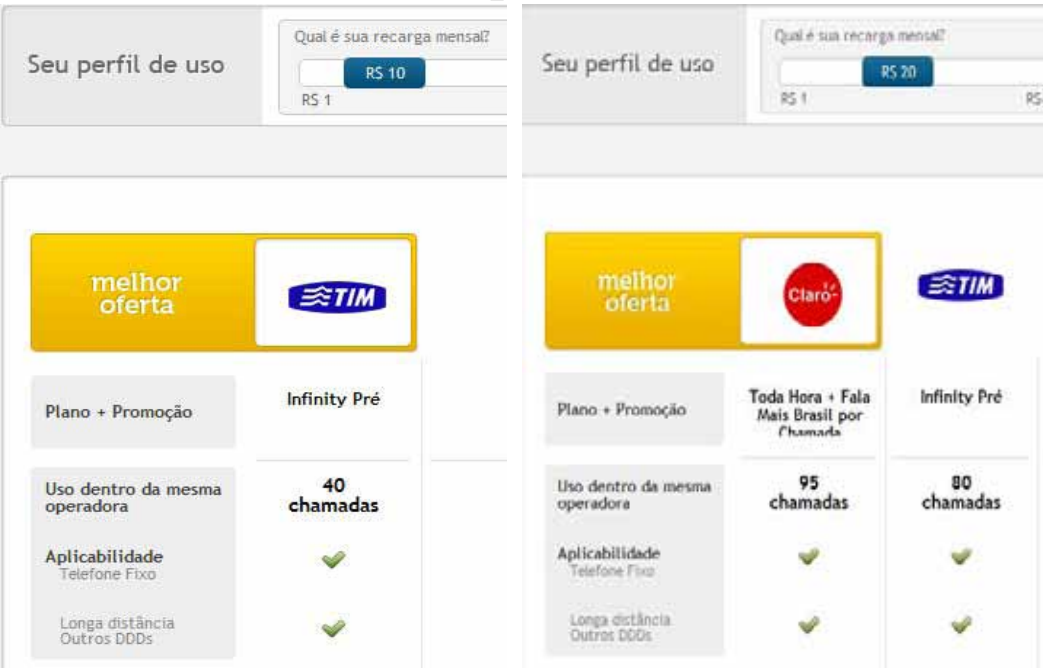 Seu perfil de uso
Qual é sua recarga mensal?
R$ 10
R$ 1
melhor
oferta
TIM
Plano + Promoção
Infinity Pré
Uso dentro da mesma
operadora
40
chamadas
Aplicabilidade
Telefone Fixo
Longa distância
Outros DDDs
Seu perfil de uso
Qual é sua recarga mensal?
R$ 20
R$ 1
R$
melhor
oferta
Claro
TIM
Plano + Promoção
Toda Hora + Fala
Mais Brasil por
Chamada
Infinity Pré
Uso dentro da mesma
operadora
95
chamadas
80
chamadas
Aplicabilidade
Telefone Fixo
Longa distância
Outros DDDs